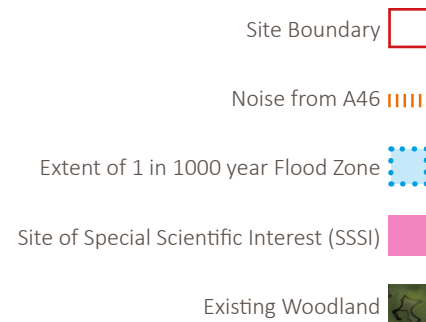 Site Boundary
Noise from A46
Extent of 1 in 1000 year Flood Zone
Site of Special Scientific Interest (SSSI)
Existing Woodland